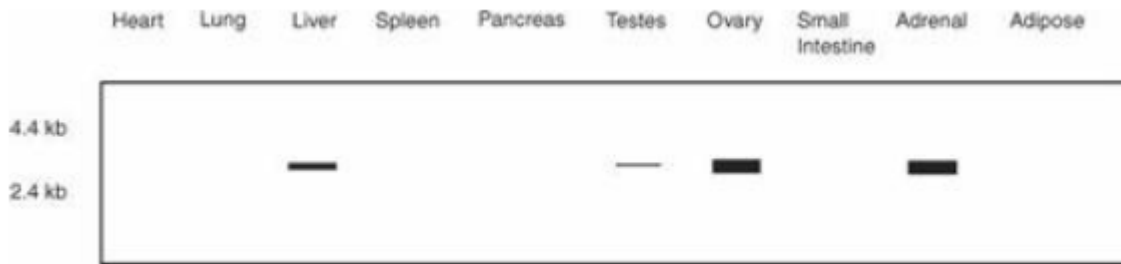 Heart Lung Liver Spleen Pancreas Testes Ovary Small Intestine Adrenal Adipose
4.4 kb
2.4 kb